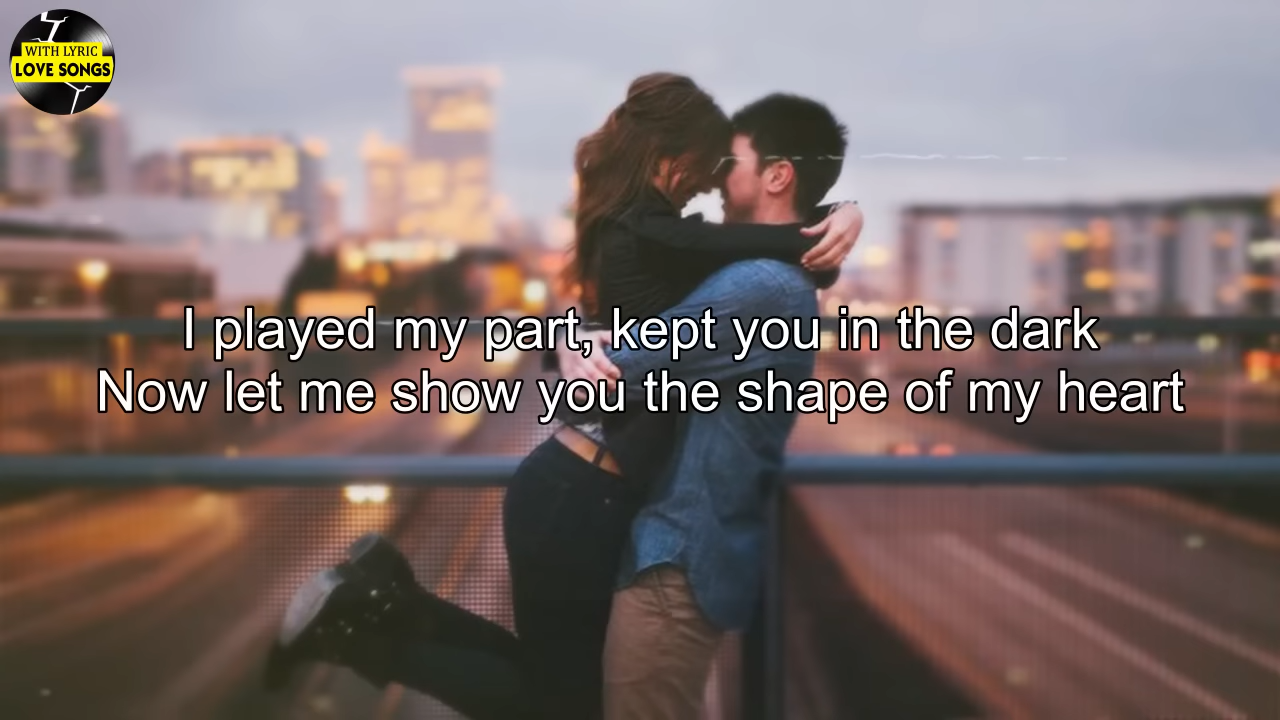 WITH LYRIC
LOVE SONGS
I played my part, kept you in the dark
Now let me show you the shape of my heart